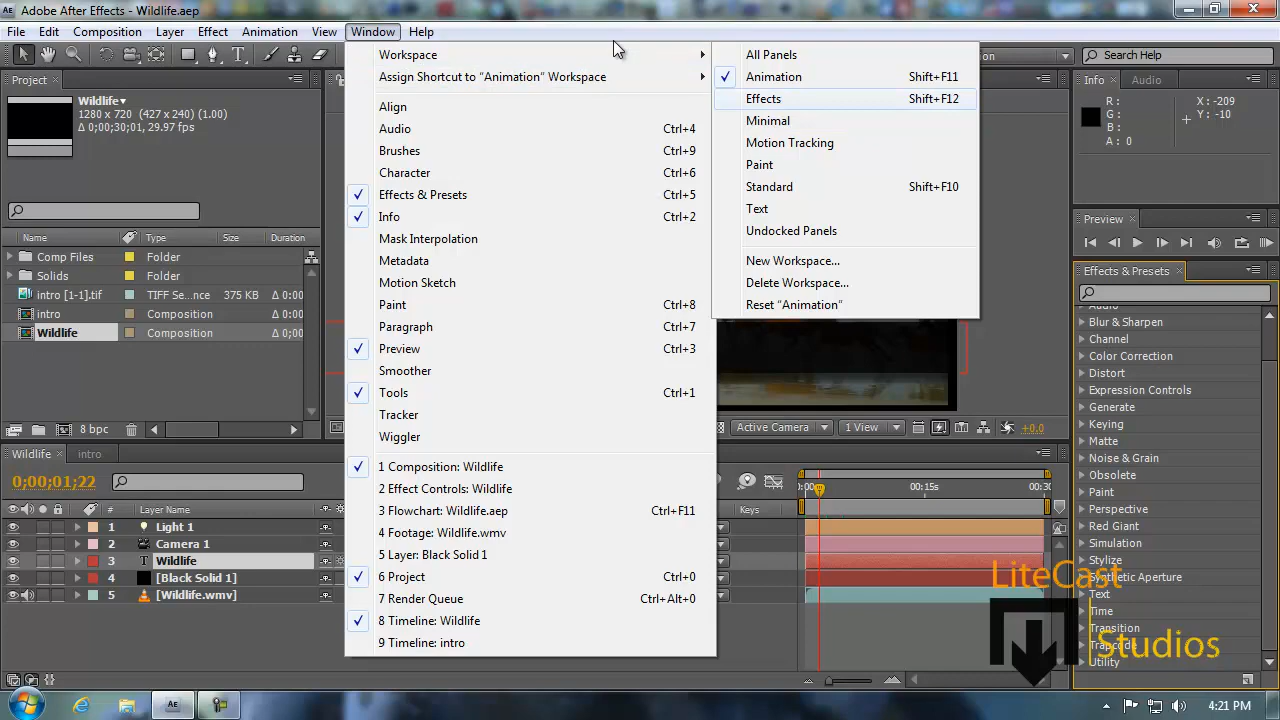 Adobe After Effects - Wildlife.aep
File Edit Composition Layer Effect Animation View Window Help
Search Help
Project
Wildlife▾
1280 x 720 (427 x 240) (1.00)
Δ 0;00;30;01, 29.97 fps
Name Type Size Duration
Comp Files Folder
Solids Folder
intro [1-1].tif TIFF Se...nce 375 KB Δ 0:00
intro Composition 0:00
Wildlife Composition Δ 0;00
8 bpc
Workspace
Assign Shortcut to "Animation" Workspace
Align
Audio Ctrl+4
Brushes Ctrl+9
Character Ctrl+6
Effects & Presets Ctrl+5
Info Ctrl+2
Mask Interpolation
Metadata
Motion Sketch
Paint Ctrl+8
Paragraph Ctrl+7
Preview Ctrl+3
Smoother
Tools Ctrl+1
Tracker
Wiggler
1 Composition: Wildlife
2 Effect Controls: Wildlife
3 Flowchart: Wildlife.aep Ctrl+F11
4 Footage: Wildlife.wmv
5 Layer: Black Solid 1
6 Project Ctrl+0
7 Render Queue Ctrl+Alt+0
8 Timeline: Wildlife
9 Timeline: intro
All Panels
Animation Shift+F11
Effects Shift+F12
Minimal
Motion Tracking
Paint
Standard Shift+F10
Text
Undocked Panels
New Workspace...
Delete Workspace...
Reset "Animation"
Info Audio
R: X: -209
G: Y: -10
B:
A: 0
Preview
Effects & Presets
Audio
Blur & Sharpen
Channel
Color Correction
Distort
Expression Controls
Generate
Keying
Matte
Noise & Grain
Obsolete
Paint
Perspective
Red Giant
Simulation
Stylize
Synthetic Aperture
Text
Time
Transition
Trapcode
Utility
Active Camera 1 View +0.0
Wildlife intro
0;00;01;22
# Layer Name Keys
1 Light 1
2 Camera 1
3 T Wildlife
4 [Black Solid 1]
5 [Wildlife.wmv]
00:15s 00:30
LiteCast
Studios
AE
4:21 PM